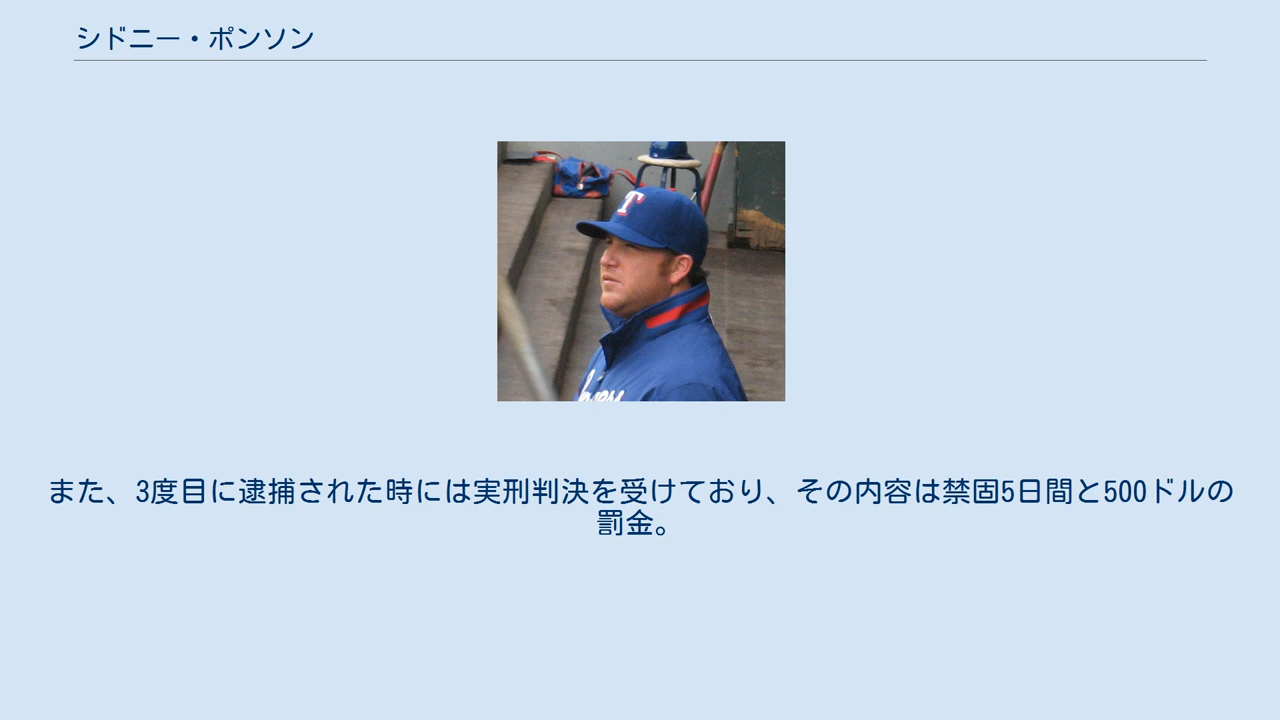 シドニー・ポンソン
T
また、3度目に逮捕された時には実刑判決を受けており、その内容は禁固5日間と500ドルの
罰金。